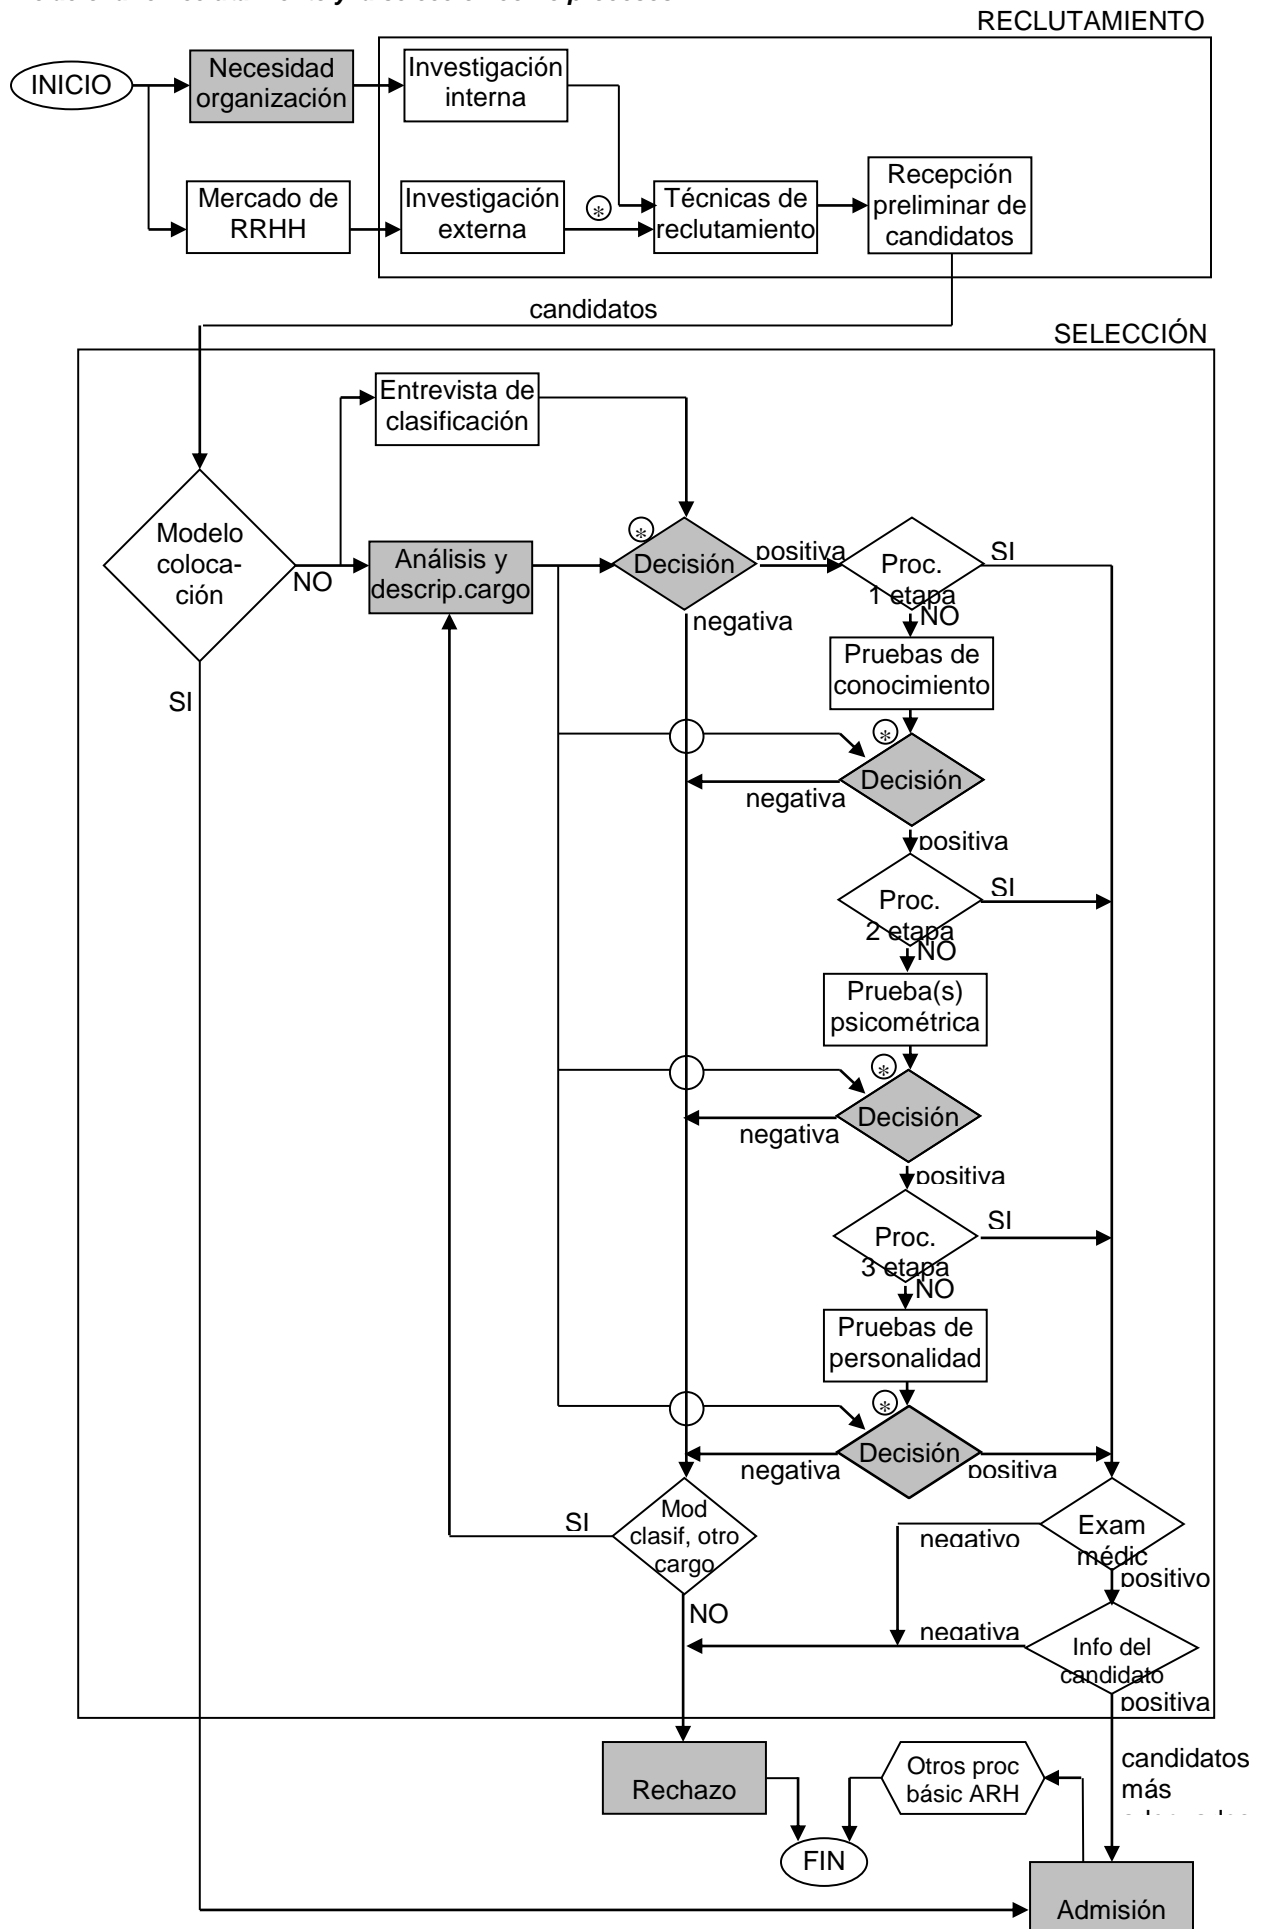 RECLUTAMIENTO
INICIO
Necesidad
organización
Investigación
interna
Mercado de
RRHH
Investigación
externa
*
Técnicas de
reclutamiento
Recepción
preliminar de
candidatos
candidatos
SELECCIÓN
Entrevista de
clasificación
Modelo
coloca-
ción
NO
SI
Análisis y
descrip.cargo
*
Decisión
positiva
negativa
Proc.
1 etapa
SI
NO
Pruebas de
conocimiento
*
Decisión
negativa
positiva
Proc.
2 etapa
SI
NO
Prueba(s)
psicométrica
*
Decisión
negativa
positiva
Proc.
3 etapa
SI
NO
Pruebas de
personalidad
*
Decisión
negativa
positiva
Mod
clasif, otro
cargo
SI
NO
Exam
médic
negativo
positivo
Info del
candidato
negativa
positiva
Rechazo
Otros proc
básic ARH
candidatos
más
FIN
Admisión